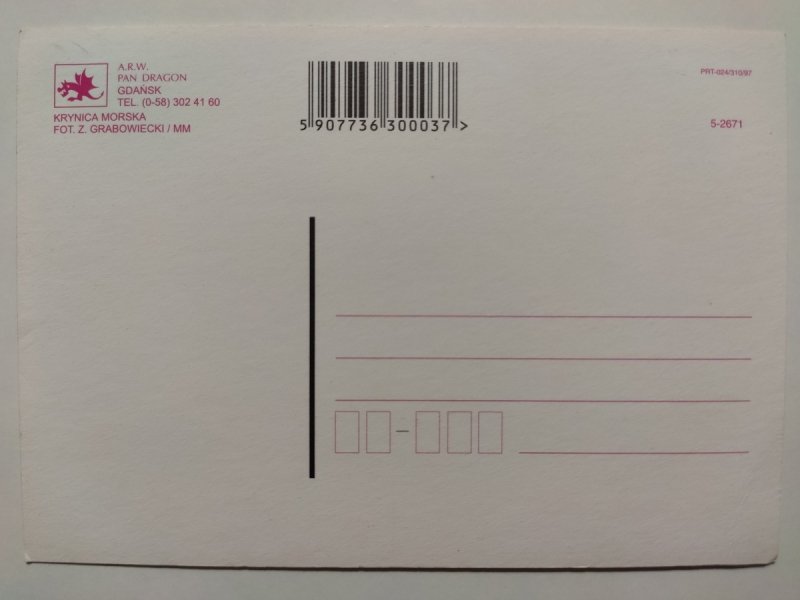 A.R.W.
PAN DRAGON
GDAŃSK
TEL. (0-58) 302 41 60
KRYNICA MORSKA
FOT. Z. GRABOWIECKI / MM
5 907736 300037 >
PRT-024/310/97
5-2671